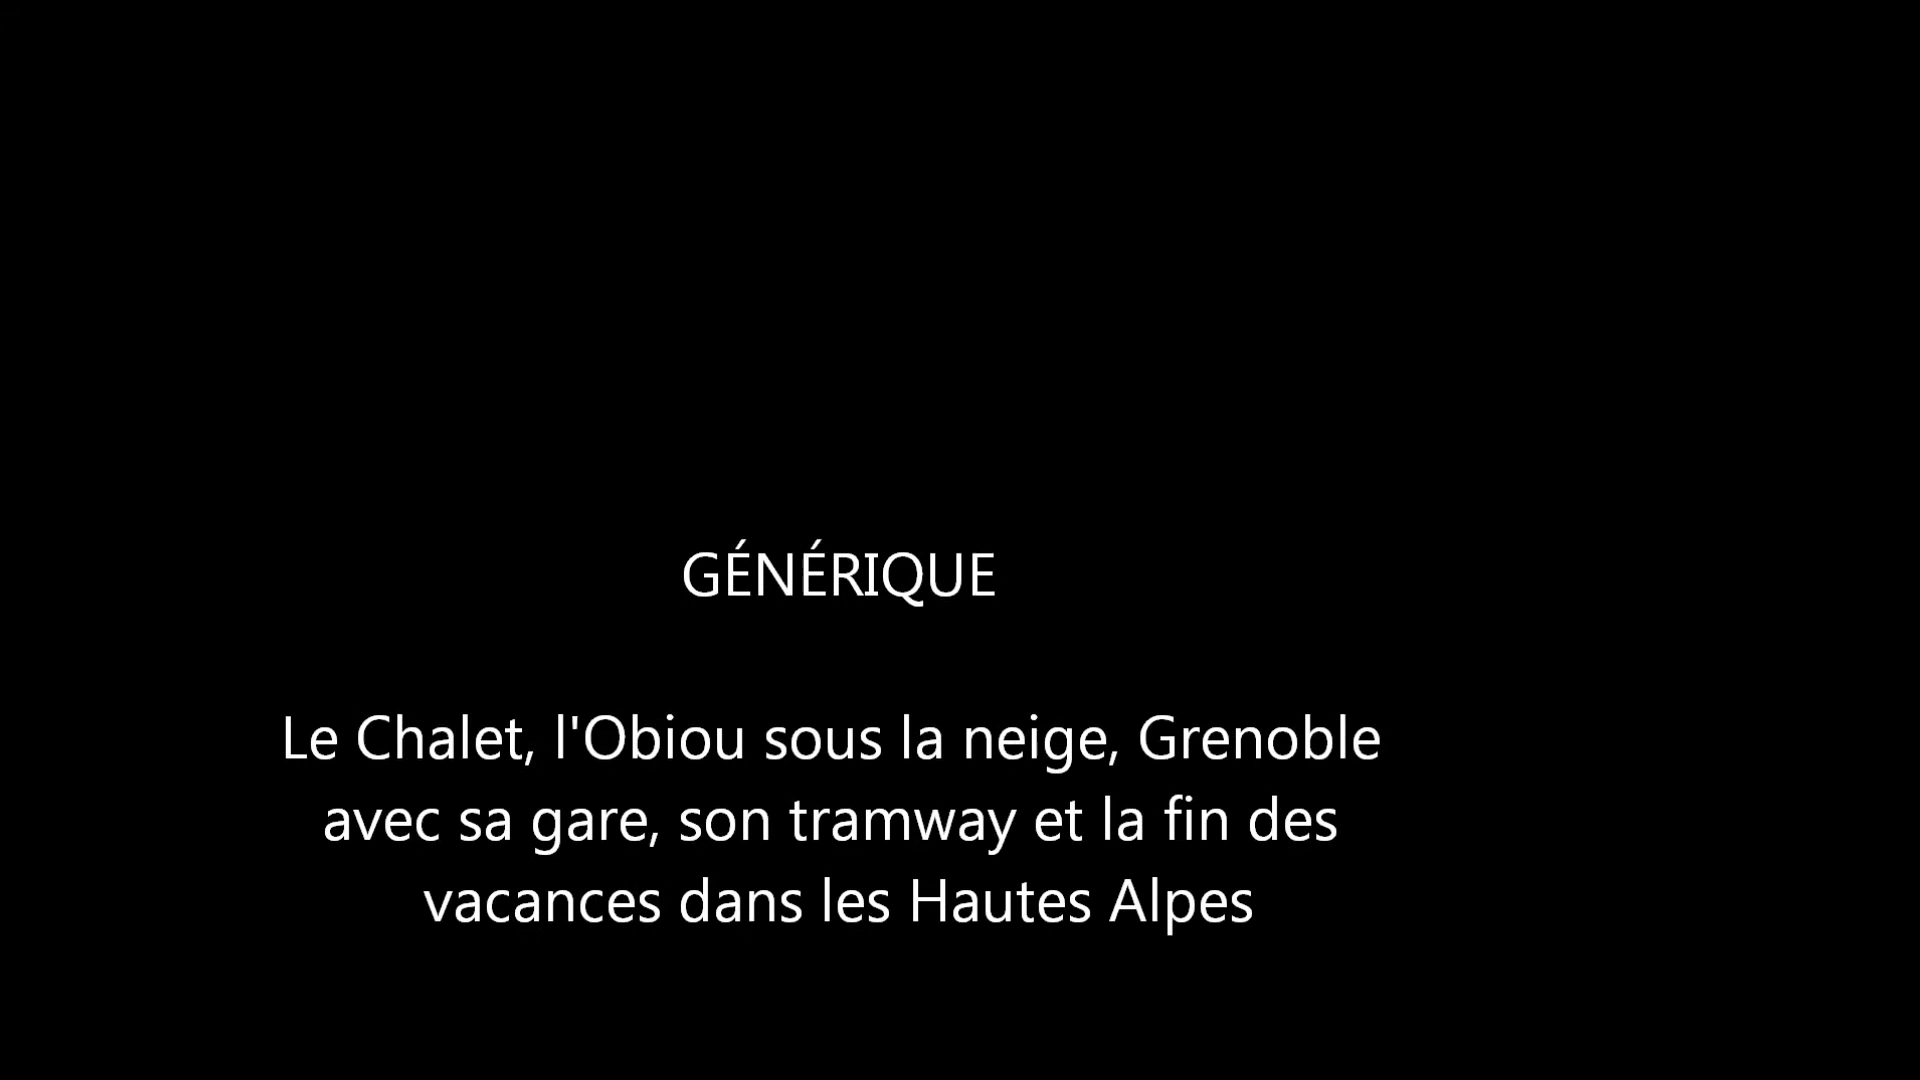 GÉNÉRIQUE
Le Chalet, l'Obiou sous la neige, Grenoble
avec sa gare, son tramway et la fin des
vacances dans les Hautes Alpes